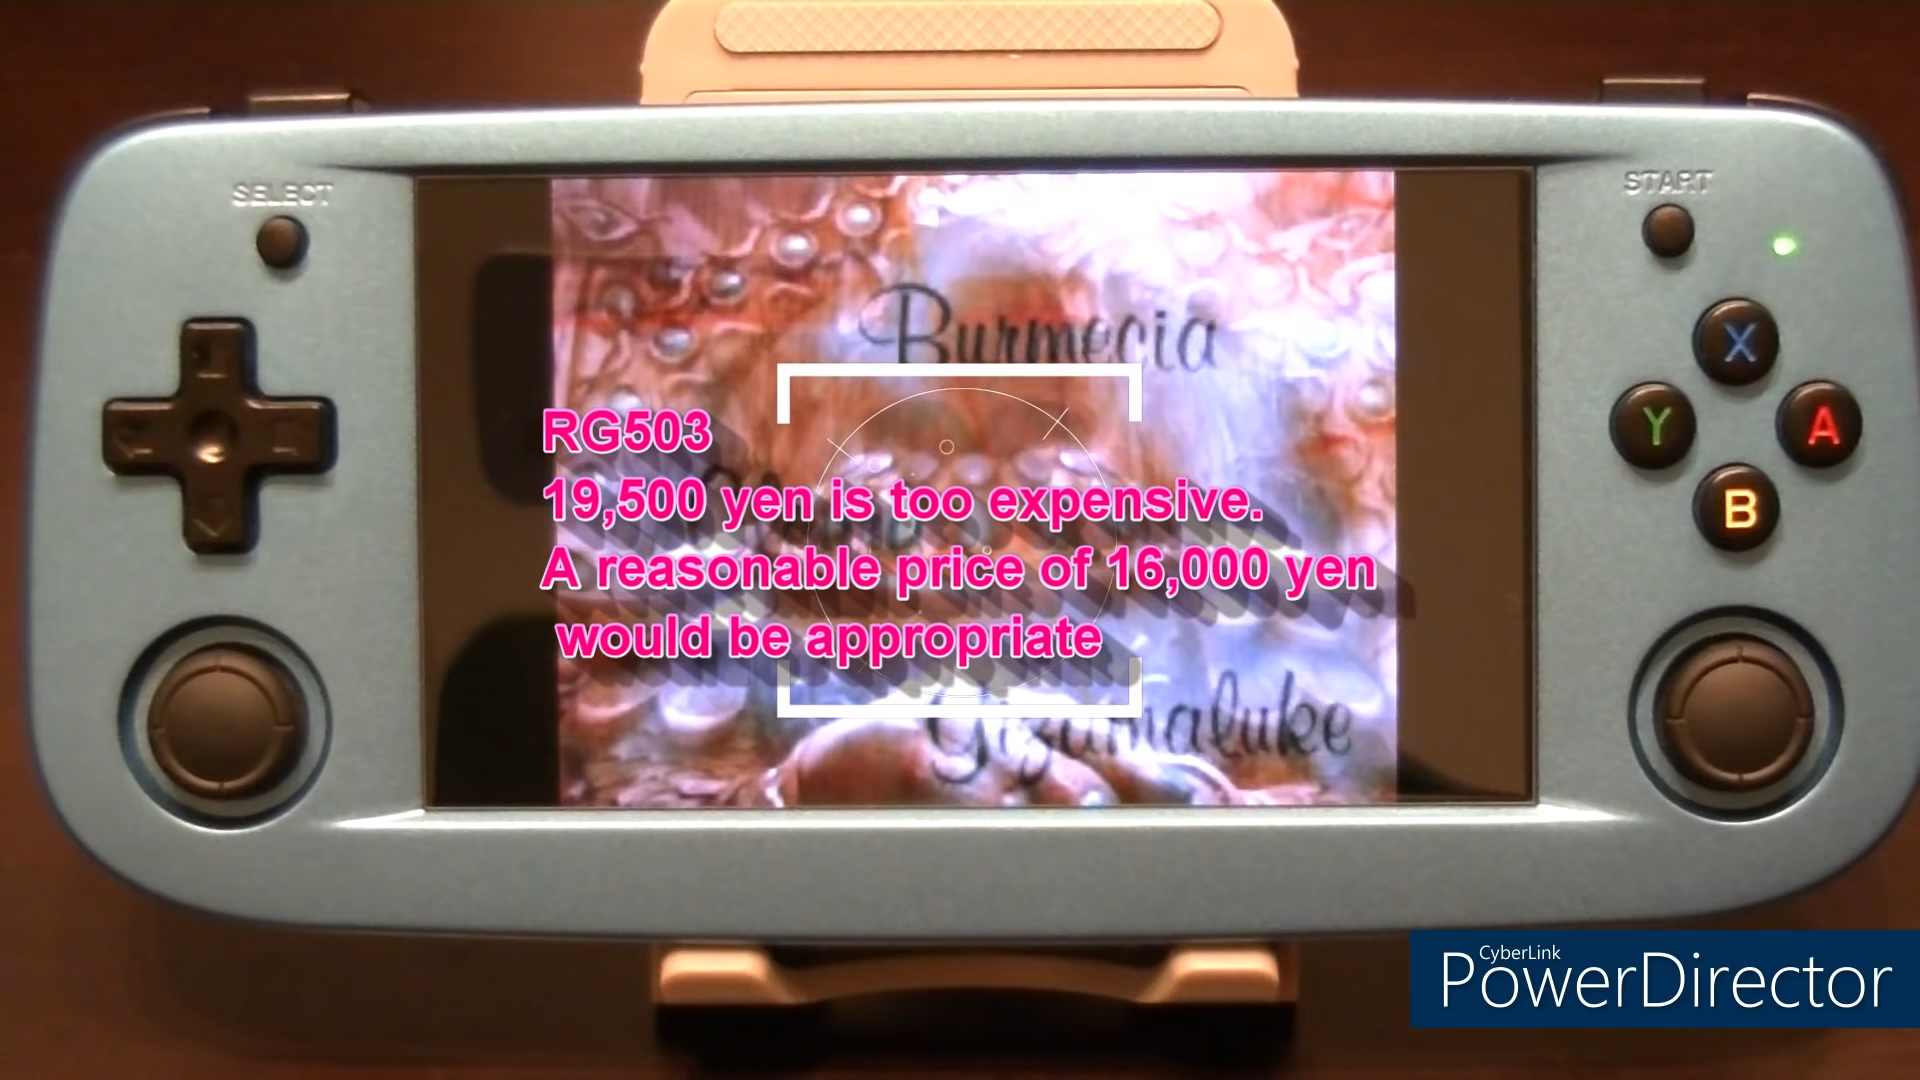 SELECT
START
X
Y
A
B
Burmecia
RG503
19,500 yen is too expensive.
A reasonable price of 16,000 yen
would be appropriate
Gizamaluke
CyberLink
PowerDirector